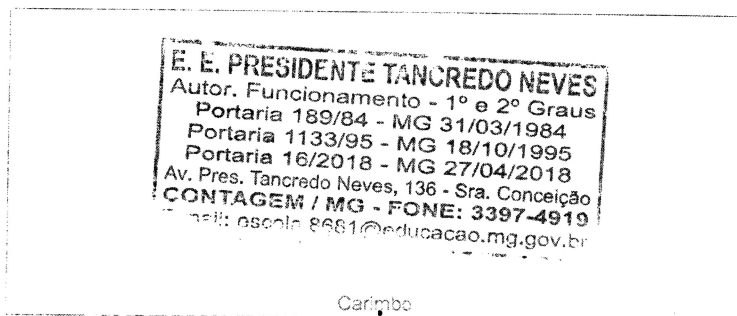 E. E. PRESIDENTE TANCREDO NEVES
Autor. Funcionamento - 1º e 2º Graus
Portaria 189/84 - MG 31/03/1984
Portaria 1133/95 - MG 18/10/1995
Portaria 16/2018 - MG 27/04/2018
Av. Pres. Tancredo Neves, 136 - Sra. Conceição
CONTAGEM / MG - FONE: 3397-4919
E-mail: escola.8681@educacao.mg.gov.br
Carimbo